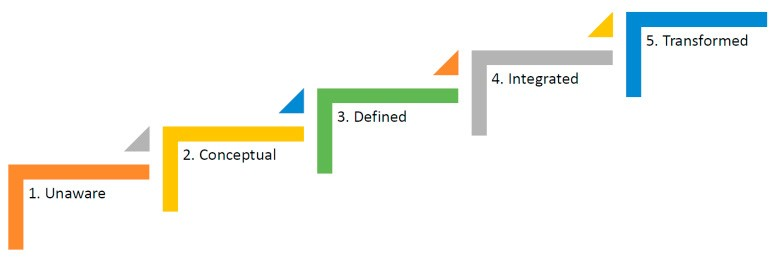 1. Unaware
2. Conceptual
3. Defined
4. Integrated
5. Transformed